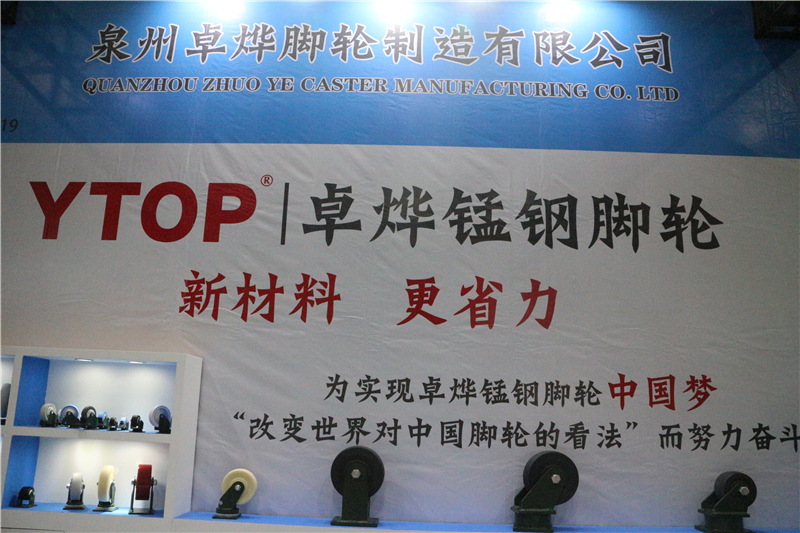 泉州卓烨脚轮制造有限公司
QUANZHOU ZHUO YE CASTER MANUFACTURING CO. LTD
19
YTOP® | 卓烨锰钢脚轮
新材料 更省力
为实现卓烨锰钢脚轮中国梦
“改变世界对中国脚轮的看法”而努力奋斗